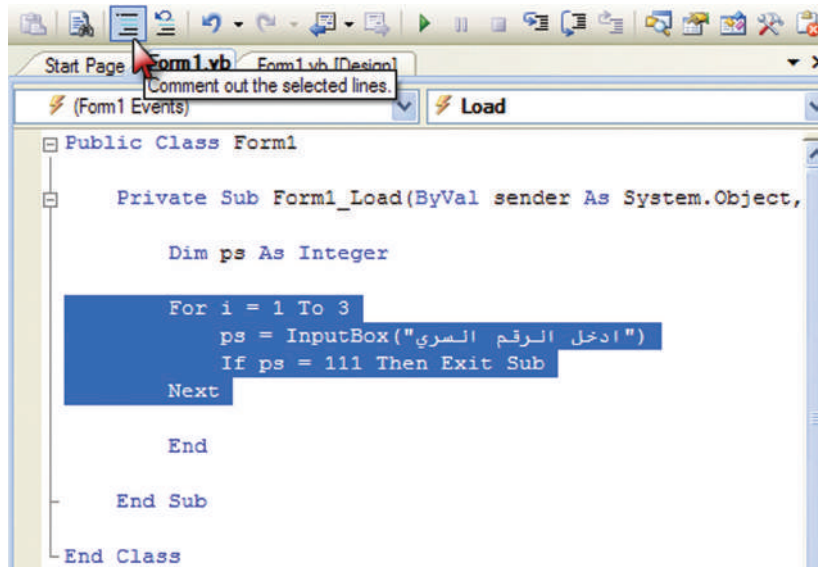 Start Page Form1.vb Form1.vb [Design]
Comment out the selected lines.
(Form1 Events) Load
Public Class Form1
Private Sub Form1_Load(ByVal sender As System.Object,
Dim ps As Integer
For i = 1 To 3
ps = InputBox("ادخل الرقم السري")
If ps = 111 Then Exit Sub
Next
End
End Sub
End Class